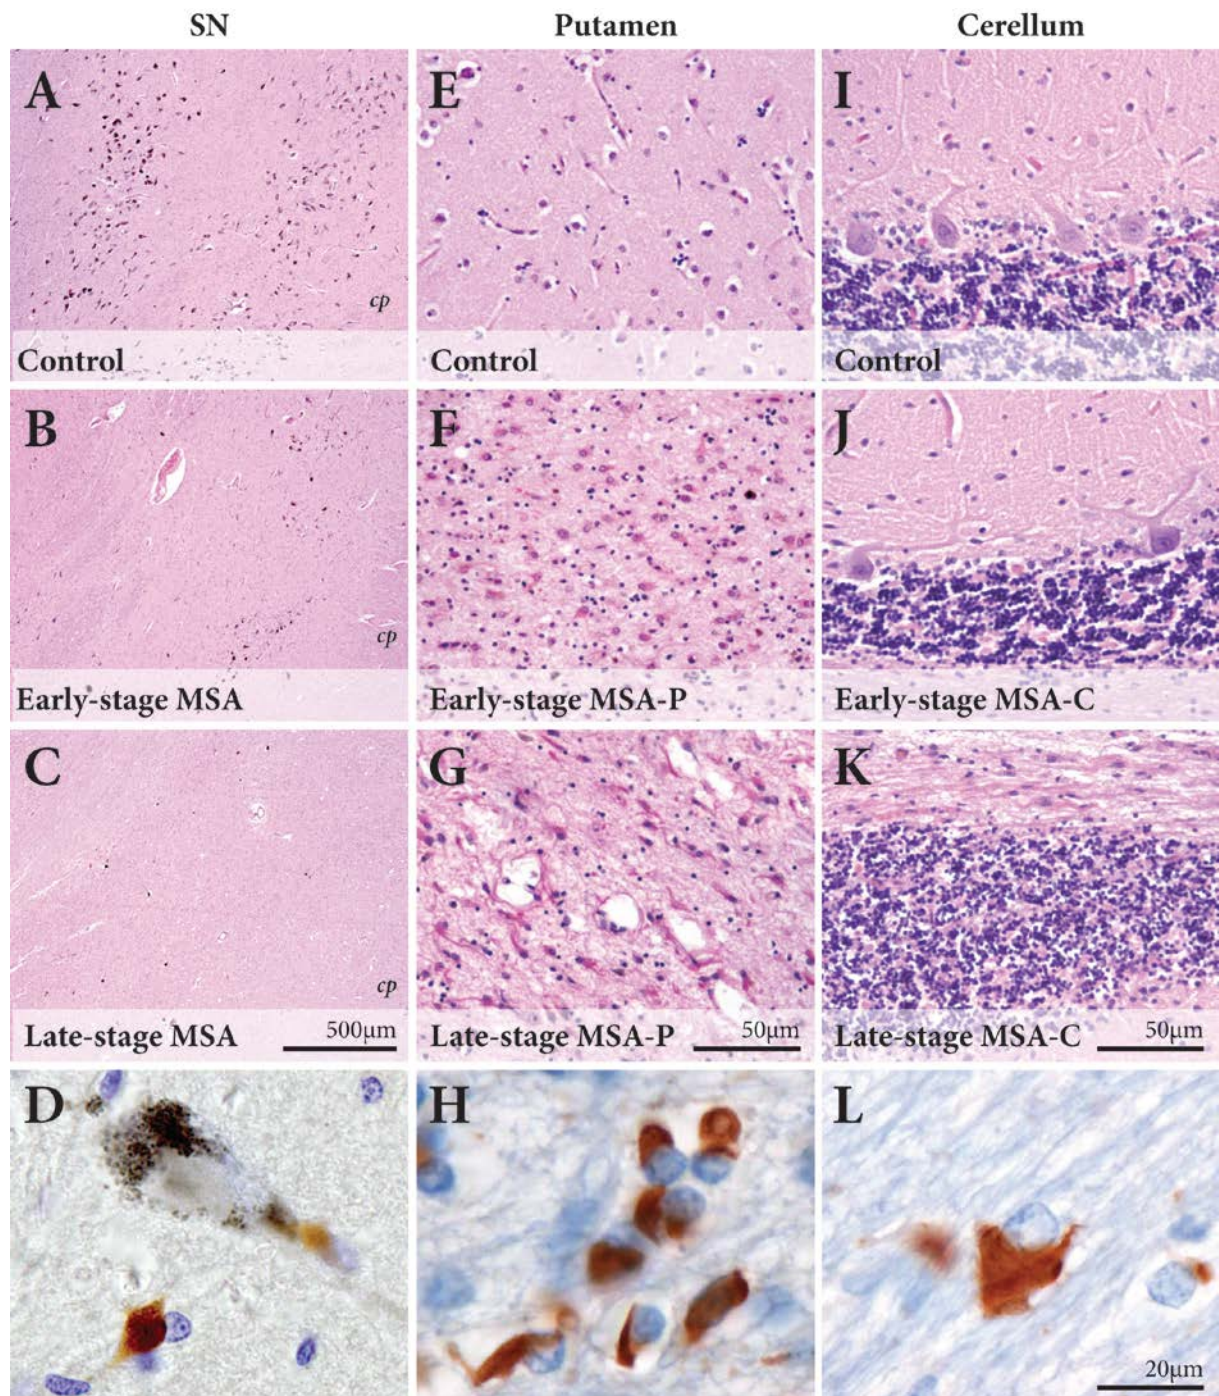 SN Putamen Cerellum
A E I
cp
Control Control Control
B F J
cp
Early-stage MSA Early-stage MSA-P Early-stage MSA-C
C G K
cp
Late-stage MSA 500μm Late-stage MSA-P 50μm Late-stage MSA-C 50μm
D H L
20μm